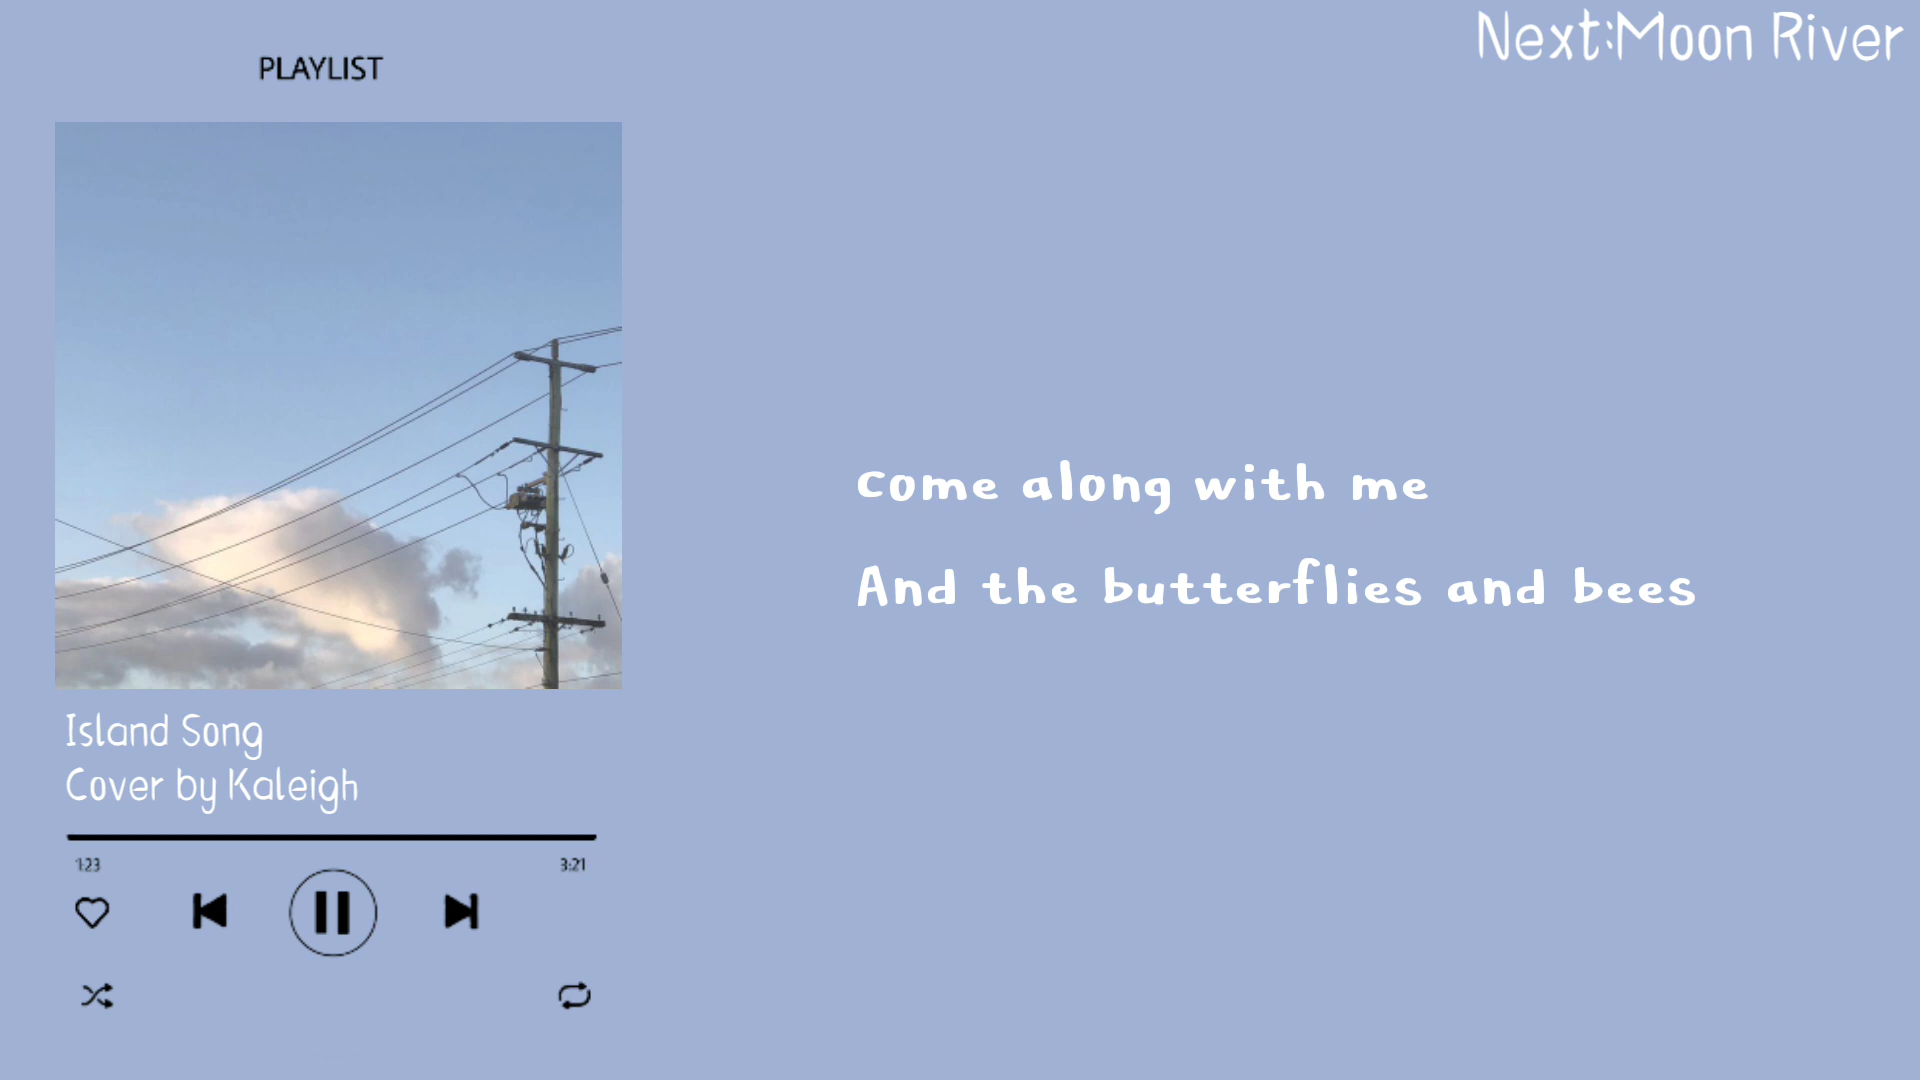 PLAYLIST
Next:Moon River
come along with me
And the butterflies and bees
Island Song
Cover by Kaleigh
1:23
3:21